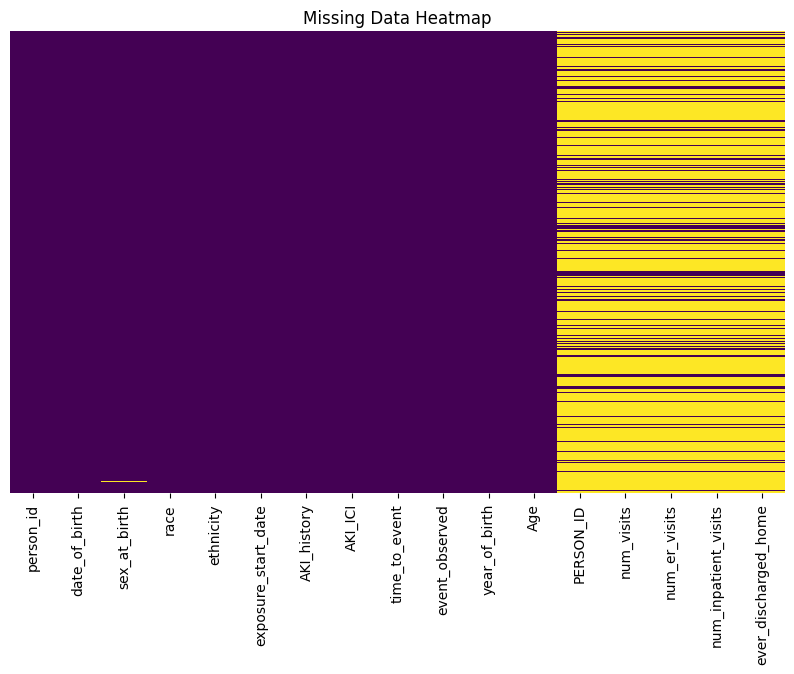 Missing Data Heatmap
person_id
date_of_birth
sex_at_birth
race
ethnicity
exposure_start_date
AKI_history
AKI_ICI
time_to_event
event_observed
year_of_birth
Age
PERSON_ID
num_visits
num_er_visits
num_inpatient_visits
ever_discharged_home